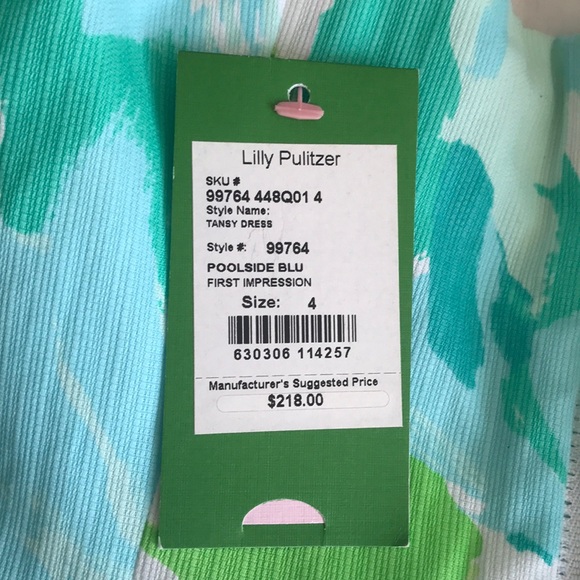 Lilly Pulitzer
SKU #
99764 448Q01 4
Style Name:
TANSY DRESS
Style #: 99764
POOLSIDE BLU
FIRST IMPRESSION
Size: 4
630306 114257
Manufacturer's Suggested Price
$218.00